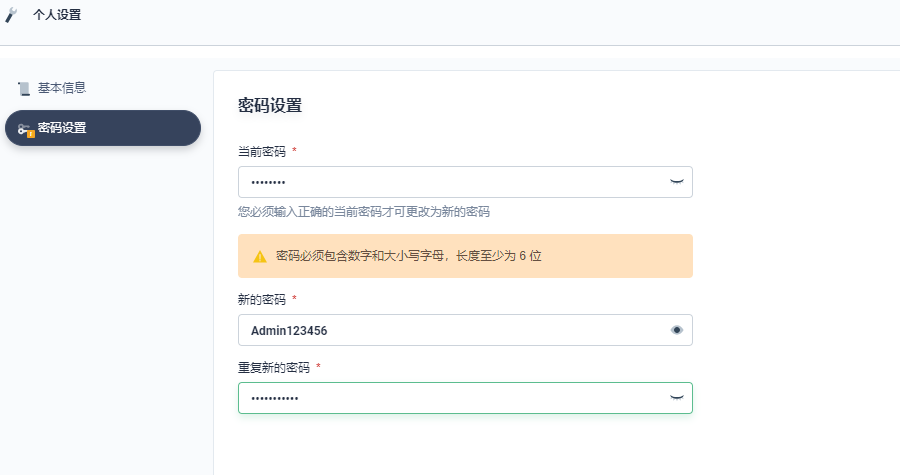 个人设置
基本信息
密码设置
密码设置
当前密码 *
••••••••
您必须输入正确的当前密码才可更改为新的密码
密码必须包含数字和大小写字母，长度至少为 6 位
新的密码 *
Admin123456
重复新的密码 *
•••••••••••